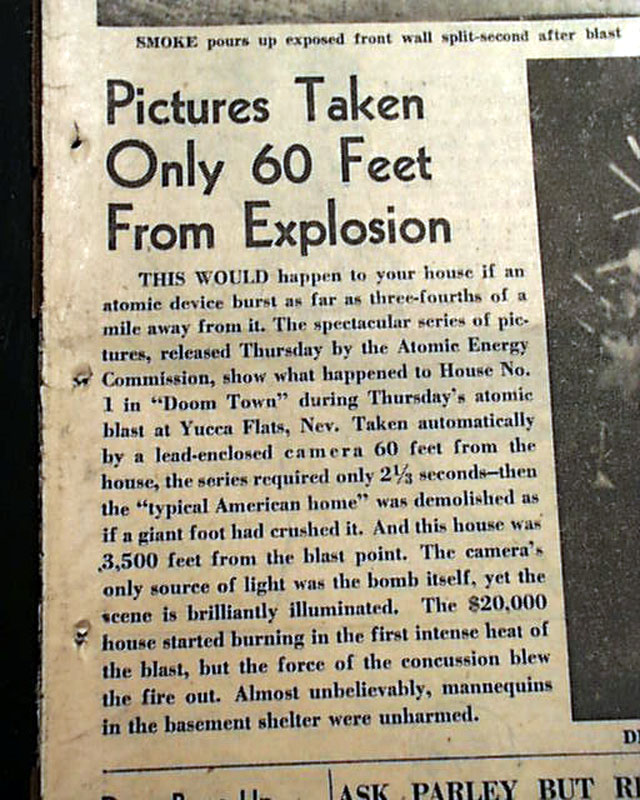 SMOKE pours up exposed front wall split-second after blast
Pictures Taken
Only 60 Feet
From Explosion
THIS WOULD happen to your house if an
atomic device burst as far as three-fourths of a
mile away from it. The spectacular series of pic-
tures, released Thursday by the Atomic Energy
Commission, show what happened to House No.
1 in “Doom Town” during Thursday’s atomic
blast at Yucca Flats, Nev. Taken automatically
by a lead-enclosed camera 60 feet from the
house, the series required only 2⅓ seconds—then
the “typical American home” was demolished as
if a giant foot had crushed it. And this house was
3,500 feet from the blast point. The camera’s
only source of light was the bomb itself, yet the
scene is brilliantly illuminated. The $20,000
house started burning in the first intense heat of
the blast, but the force of the concussion blew
the fire out. Almost unbelievably, mannequins
in the basement shelter were unharmed.
ASK PARLEY BUT